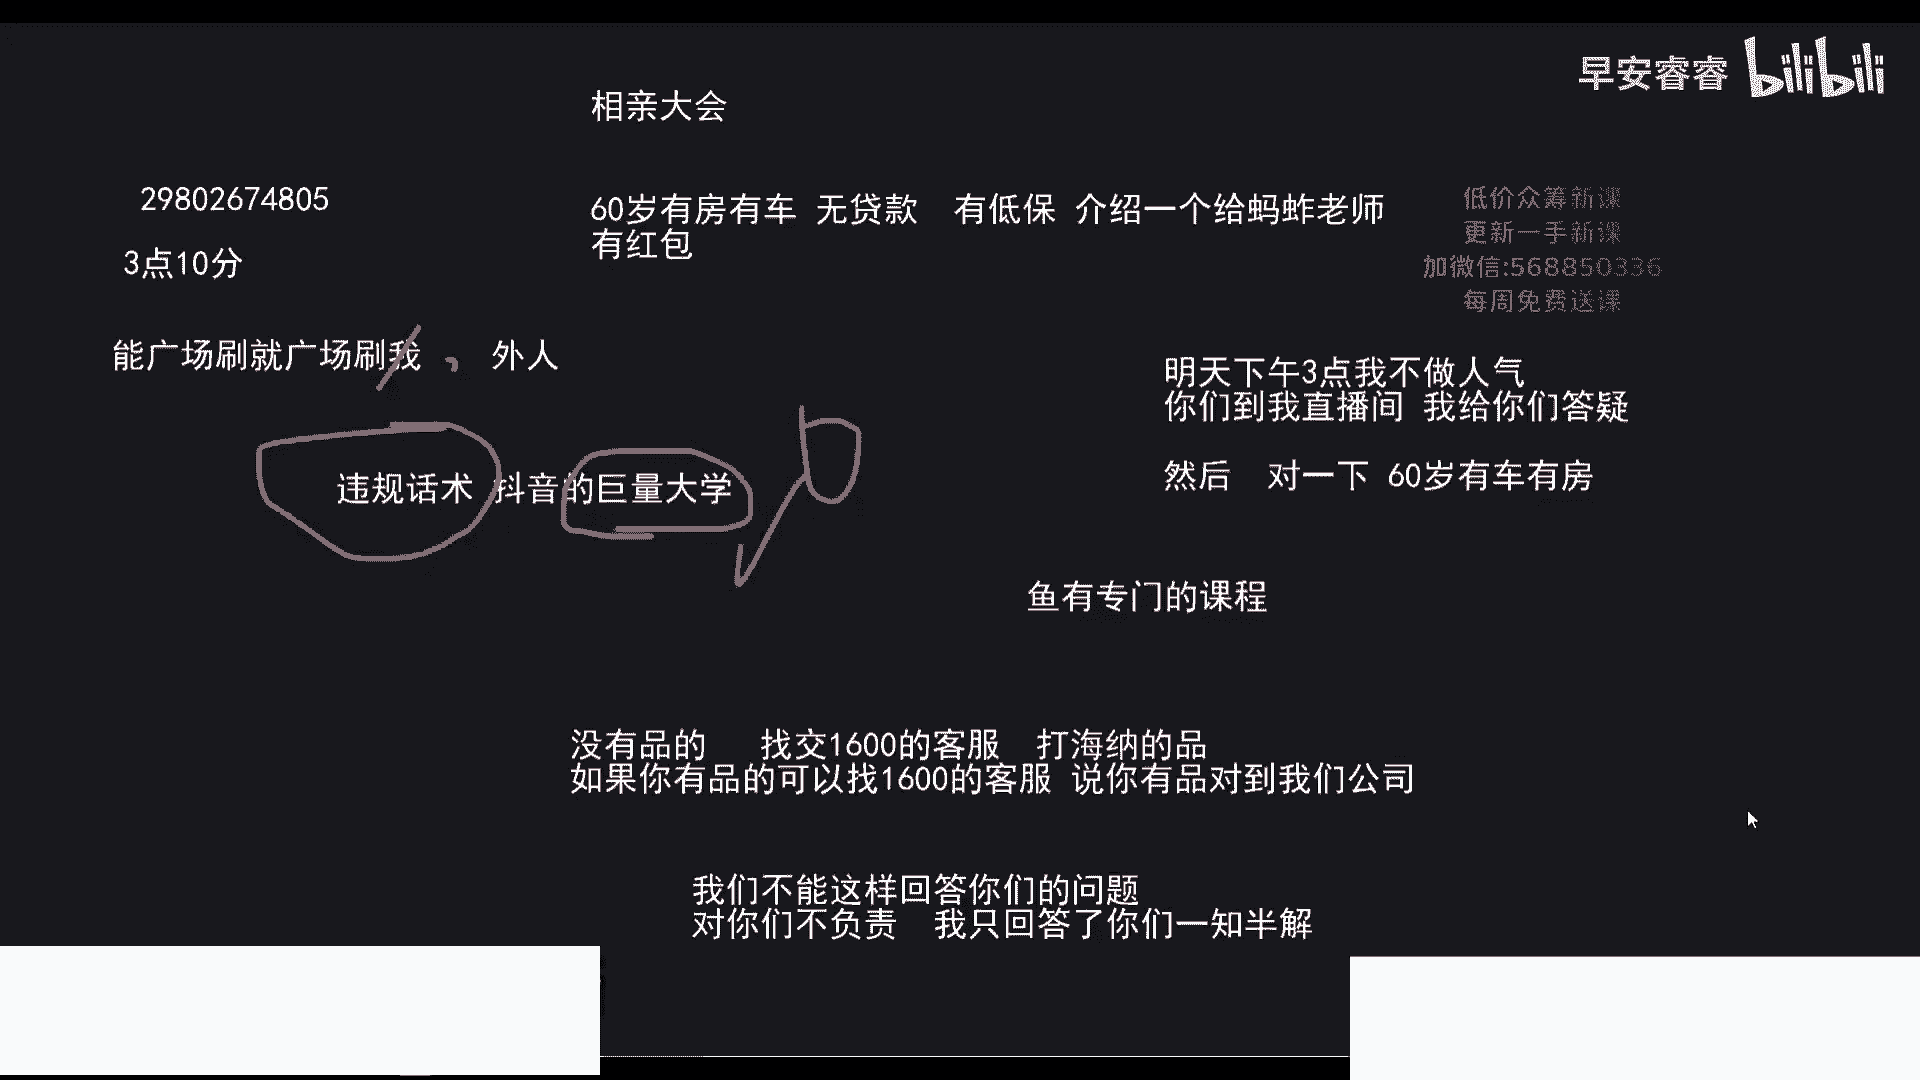 早安睿睿 bilibili
相亲大会
29802674805
60岁有房有车 无贷款 有低保 介绍一个给蚂蚱老师
有红包
低价众筹新课
更新一手新课
加微信:568850336
每周免费送课
3点10分
能广场刷就广场刷我 , 外人
明天下午3点我不做人气
你们到我直播间 我给你们答疑
违规话术 抖音的巨量大学
然后 对一下 60岁有车有房
鱼有专门的课程
没有品的 找交1600的客服 打海纳的品
如果你有品的可以找1600的客服 说你有品对到我们公司
我们不能这样回答你们的问题
对你们不负责 我只回答了你们一知半解